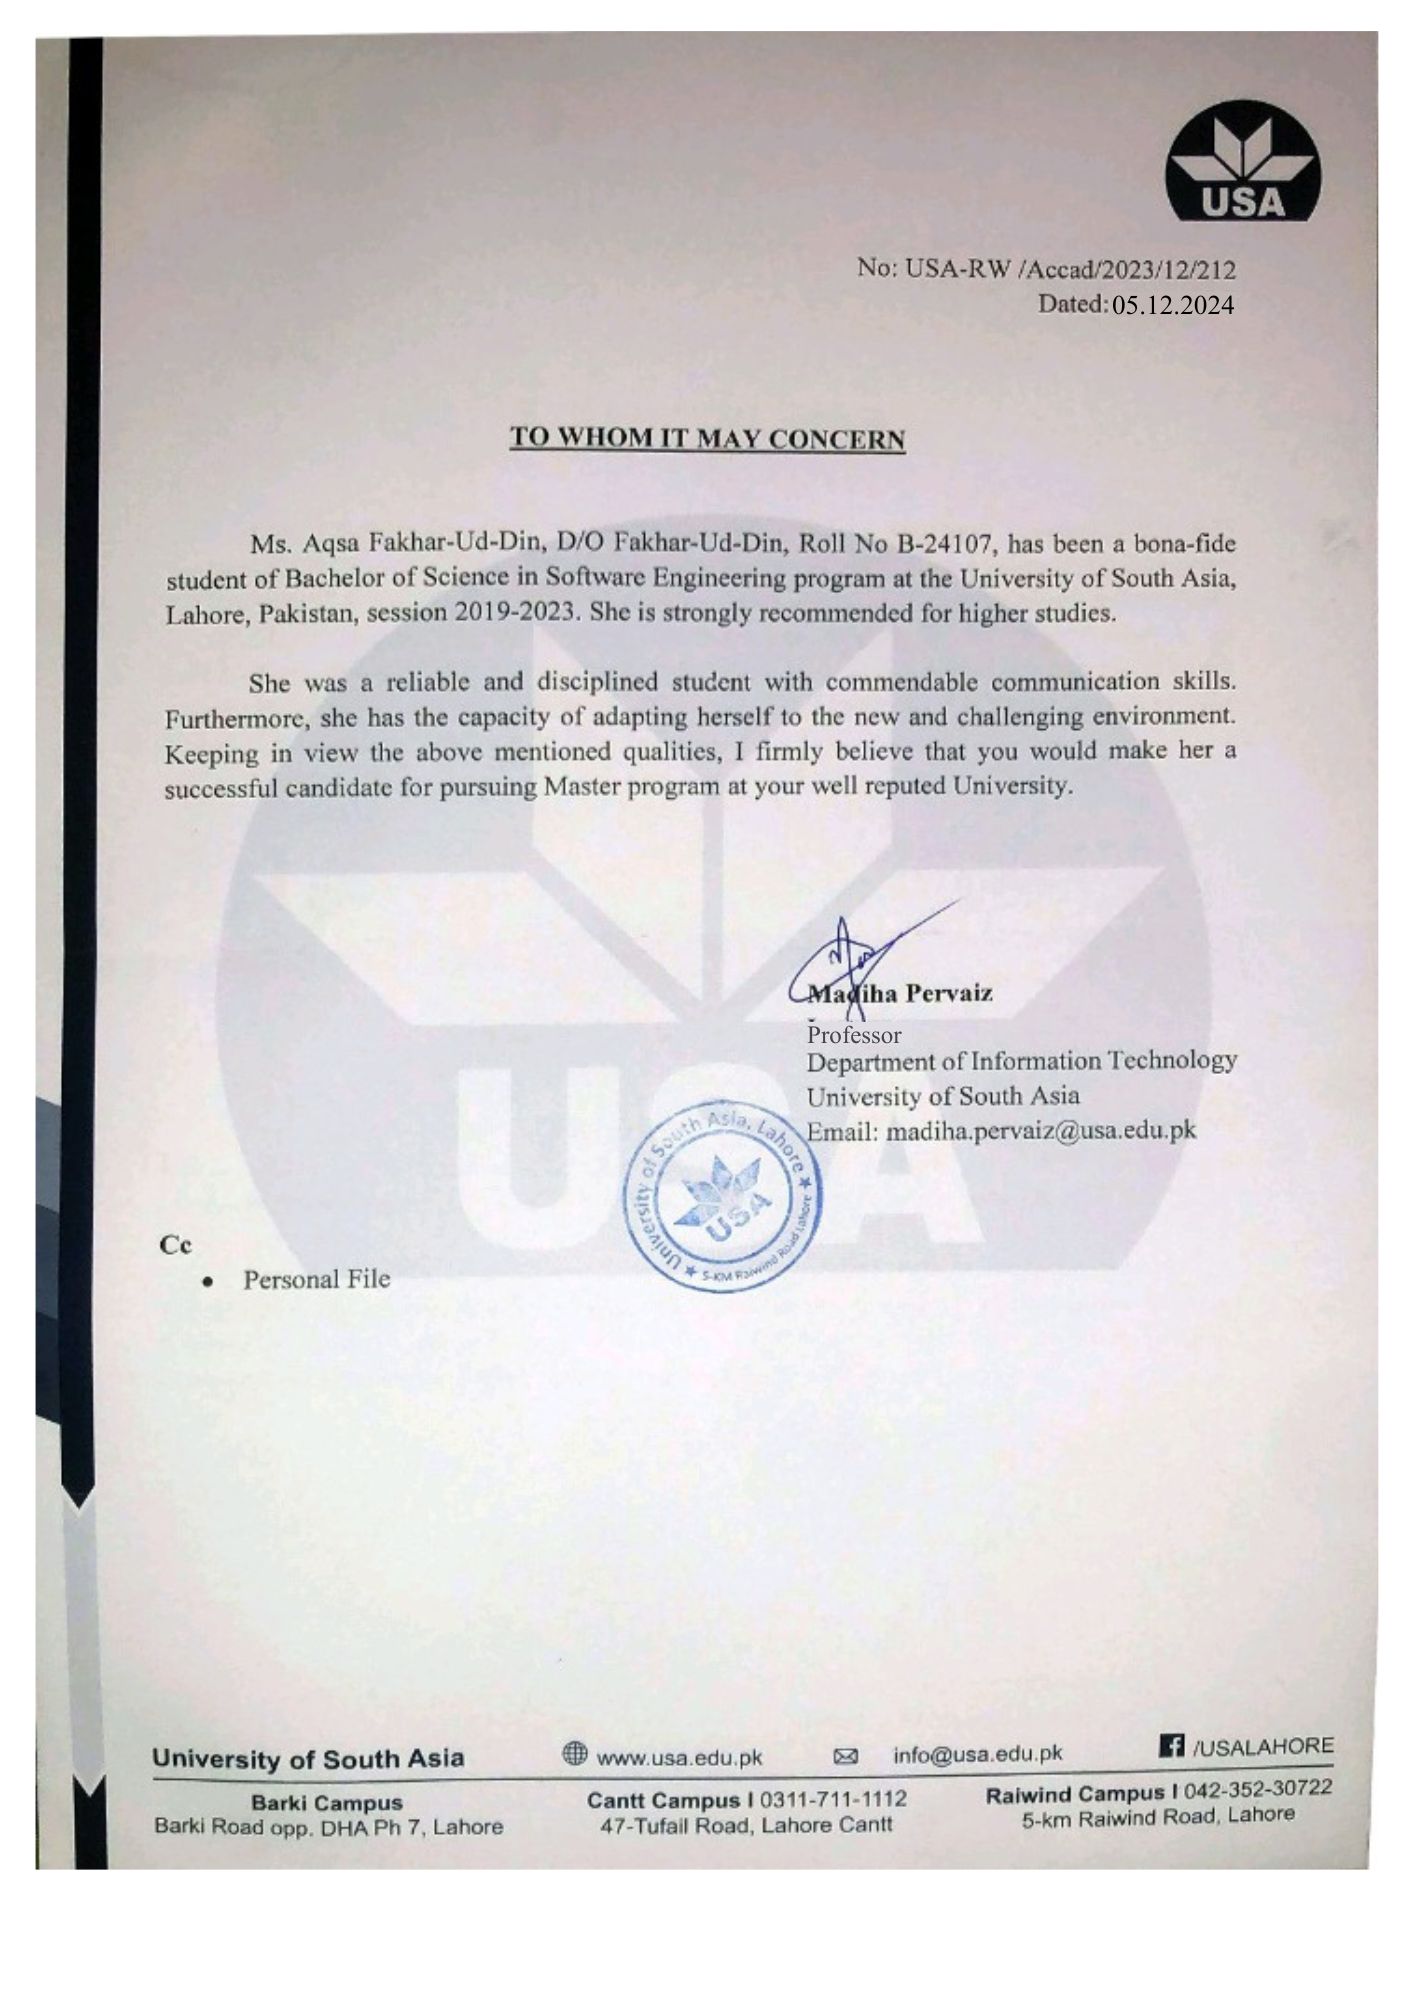 USA
No: USA-RW /Accad/2023/12/212
Dated: 05.12.2024
TO WHOM IT MAY CONCERN
Ms. Aqsa Fakhar-Ud-Din, D/O Fakhar-Ud-Din, Roll No B-24107, has been a bona-fide
student of Bachelor of Science in Software Engineering program at the University of South Asia,
Lahore, Pakistan, session 2019-2023. She is strongly recommended for higher studies.
She was a reliable and disciplined student with commendable communication skills.
Furthermore, she has the capacity of adapting herself to the new and challenging environment.
Keeping in view the above mentioned qualities, I firmly believe that you would make her a
successful candidate for pursuing Master program at your well reputed University.
Madiha Pervaiz
Professor
Department of Information Technology
University of South Asia
Email: madiha.pervaiz@usa.edu.pk
USA
University of South Asia, Lahore
USA
5-KM Raiwind Road Lahore
Cc
• Personal File
University of South Asia www.usa.edu.pk info@usa.edu.pk /USALAHORE
Barki Campus Cantt Campus I 0311-711-1112 Raiwind Campus I 042-352-30722
Barki Road opp. DHA Ph 7, Lahore 47-Tufail Road, Lahore Cantt 5-km Raiwind Road, Lahore